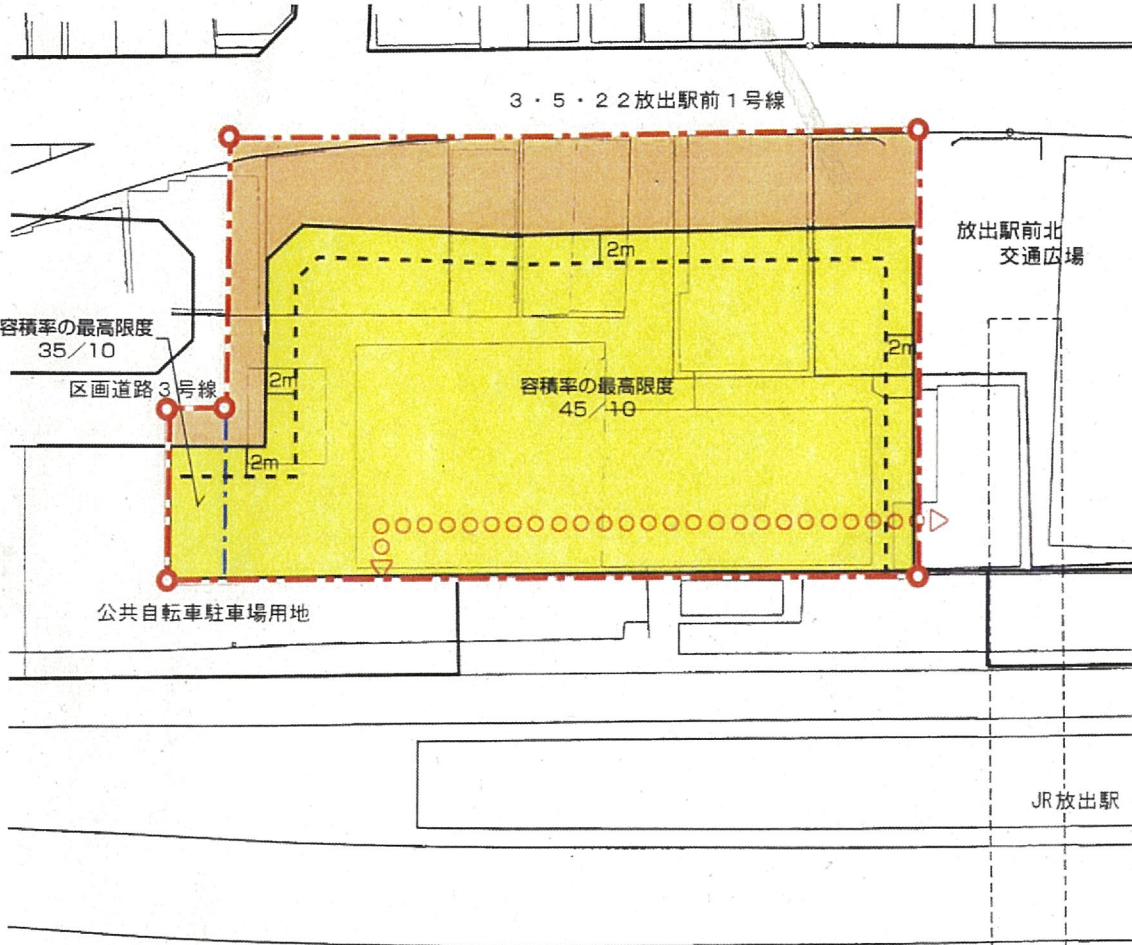 3・5・22放出駅前1号線
放出駅前北
交通広場
2m
容積率の最高限度
35/10
2m
区画道路3号線
2m
容積率の最高限度
45/10
2m
公共自転車駐車場用地
JR放出駅